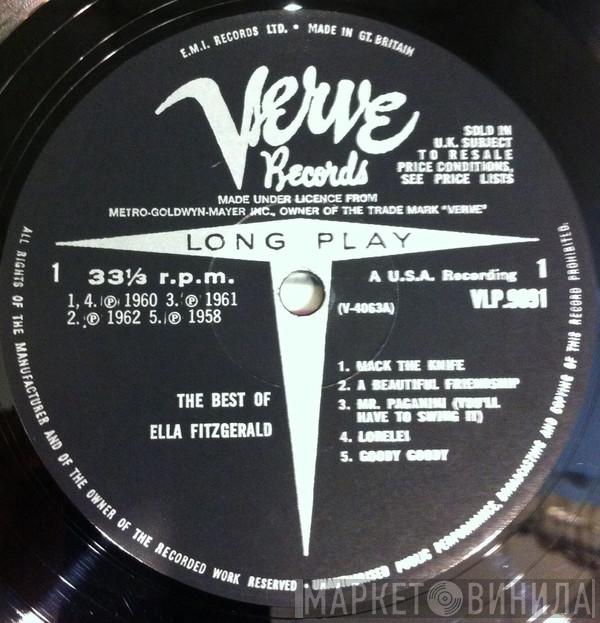 E.M.I. RECORDS LTD. • MADE IN GT. BRITAIN
Verve
Records
SOLD IN
U.K. SUBJECT
TO RESALE
PRICE CONDITIONS,
SEE PRICE LISTS
MADE UNDER LICENCE FROM
METRO-GOLDWYN-MAYER INC., OWNER OF THE TRADE MARK "VERVE"
LONG PLAY
1
33⅓ r.p.m.
1, 4. ℗ 1960 3. ℗ 1961
2. ℗ 1962 5. ℗ 1958
A U.S.A. Recording
1
VLP.9091
(V-4063A)
THE BEST OF
ELLA FITZGERALD
1. MACK THE KNIFE
2. A BEAUTIFUL FRIENDSHIP
3. MR. PAGANINI (YOU'LL
HAVE TO SWING IT)
4. LORELEI
5. GOODY GOODY
ALL RIGHTS OF THE MANUFACTURER AND OF THE OWNER OF THE RECORDED WORK RESERVED • UNAUTHORISED PUBLIC PERFORMANCE, BROADCASTING AND COPYING OF THIS RECORD PROHIBITED.
МАРКЕТ ВИНИЛА